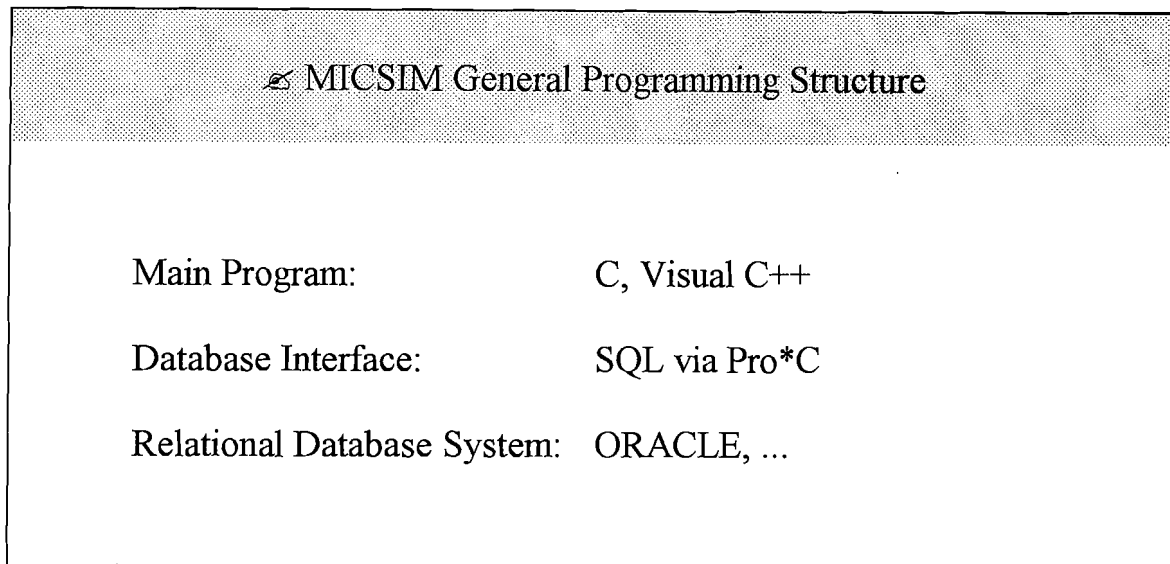 MICSIM General Programming Structure
Main Program: C, Visual C++
Database Interface: SQL via Pro*C
Relational Database System: ORACLE, ...